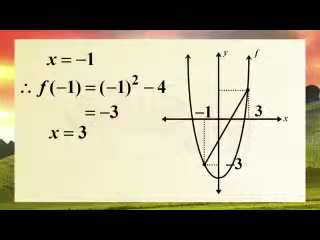 x = −1
∴ f(−1) = (−1)² − 4
= −3
x = 3
y
f
−1
3
x
−3